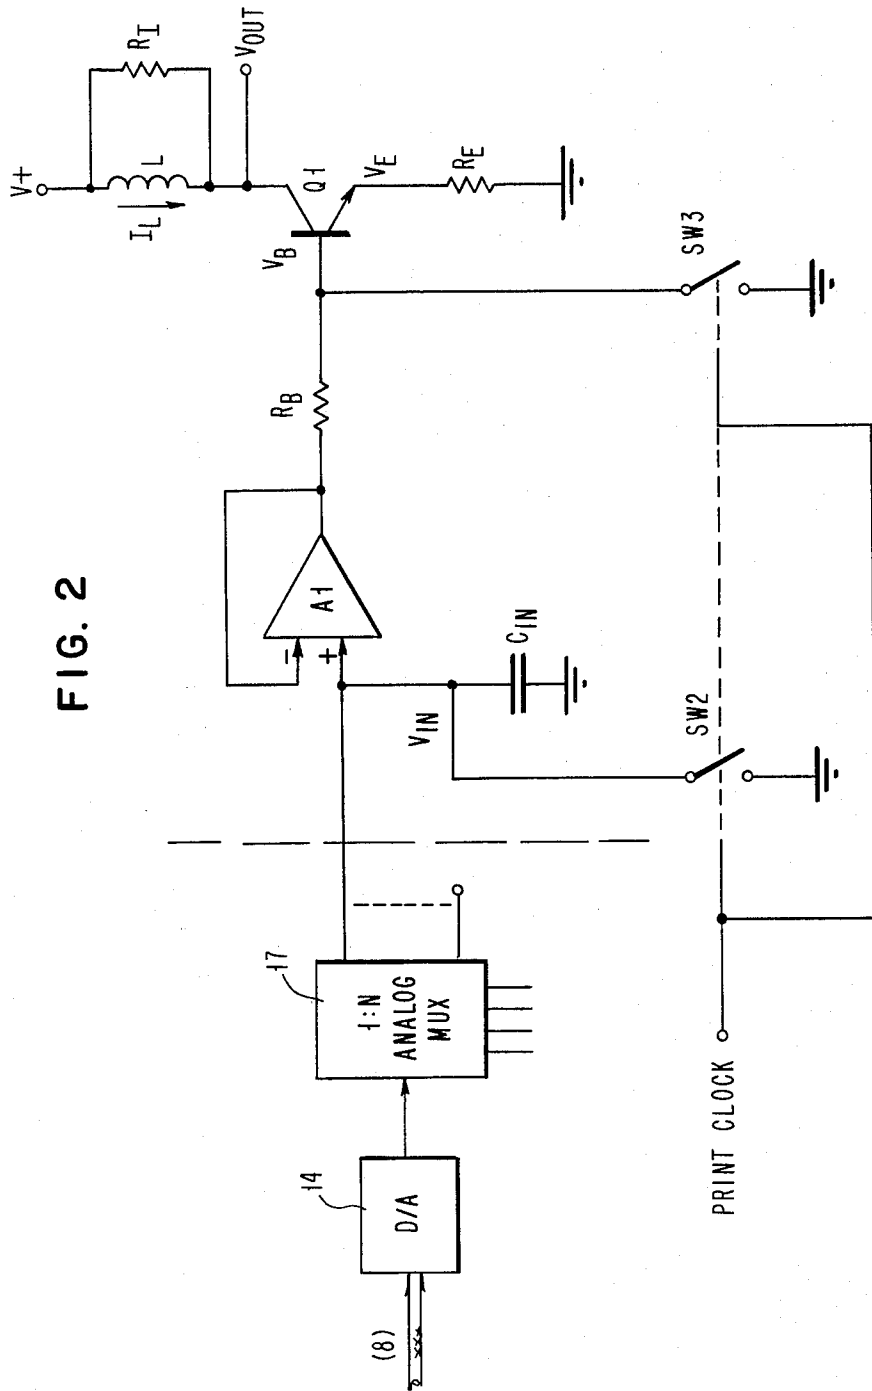 FIG. 2
(8)
14
D/A
17
1:N
ANALOG
MUX
V_IN
C_IN
-
+
A1
R_B
V_B
Q1
V_E
R_E
V+
I_L
L
R_I
V_OUT
SW2
SW3
PRINT CLOCK